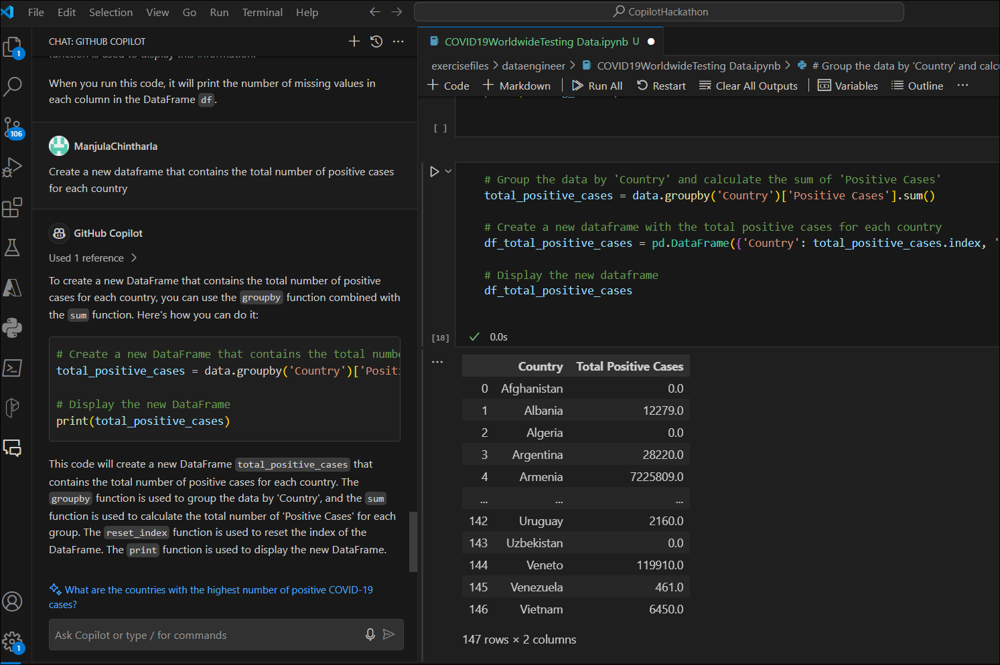 File Edit Selection View Go Run Terminal Help
CopilotHackathon
1
106
1
CHAT: GITHUB COPILOT
function is used to display this information.
When you run this code, it will print the number of missing values in
each column in the DataFrame df.
ManjulaChintharla
Create a new dataframe that contains the total number of positive cases
for each country
GitHub Copilot
Used 1 reference
To create a new DataFrame that contains the total number of positive
cases for each country, you can use the groupby function combined with
the sum function. Here's how you can do it:
# Create a new DataFrame that contains the total numbe
total_positive_cases = data.groupby('Country')['Posit
# Display the new DataFrame
print(total_positive_cases)
This code will create a new DataFrame total_positive_cases that
contains the total number of positive cases for each country. The
groupby function is used to group the data by 'Country', and the sum
function is used to calculate the total number of 'Positive Cases' for each
group. The reset_index function is used to reset the index of the
DataFrame. The print function is used to display the new DataFrame.
What are the countries with the highest number of positive COVID-19
cases?
Ask Copilot or type / for commands
COVID19WorldwideTesting Data.ipynb U
exercisefiles > dataengineer > COVID19WorldwideTesting Data.ipynb > # Group the data by 'Country' and calc
+ Code + Markdown Run All Restart Clear All Outputs Variables Outline ...
[ ]
# Group the data by 'Country' and calculate the sum of 'Positive Cases'
total_positive_cases = data.groupby('Country')['Positive Cases'].sum()
# Create a new dataframe with the total positive cases for each country
df_total_positive_cases = pd.DataFrame({'Country': total_positive_cases.index, '
# Display the new dataframe
df_total_positive_cases
[18] 0.0s
Country Total Positive Cases
0 Afghanistan 0.0
1 Albania 12279.0
2 Algeria 0.0
3 Argentina 28220.0
4 Armenia 7225809.0
... ... ...
142 Uruguay 2160.0
143 Uzbekistan 0.0
144 Veneto 119910.0
145 Venezuela 461.0
146 Vietnam 6450.0
147 rows × 2 columns